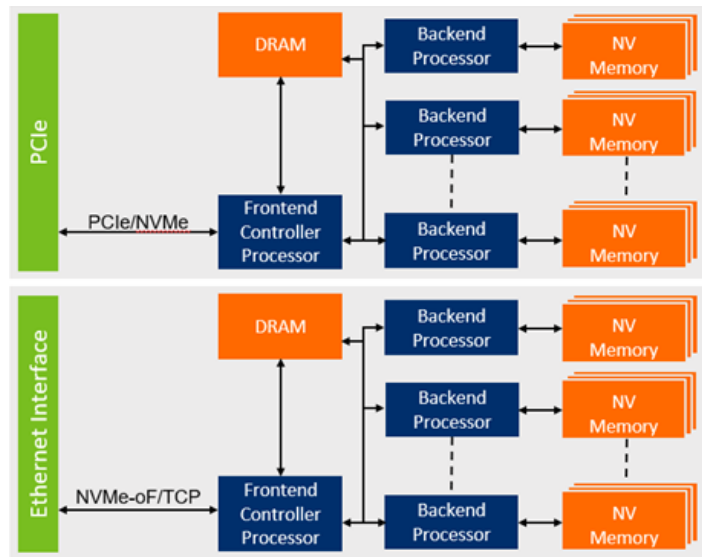 PCIe
DRAM
Backend
Processor
NV
Memory
Backend
Processor
NV
Memory
PCIe/NVMe
Frontend
Controller
Processor
Backend
Processor
NV
Memory
Ethernet Interface
DRAM
Backend
Processor
NV
Memory
Backend
Processor
NV
Memory
NVMe-oF/TCP
Frontend
Controller
Processor
Backend
Processor
NV
Memory